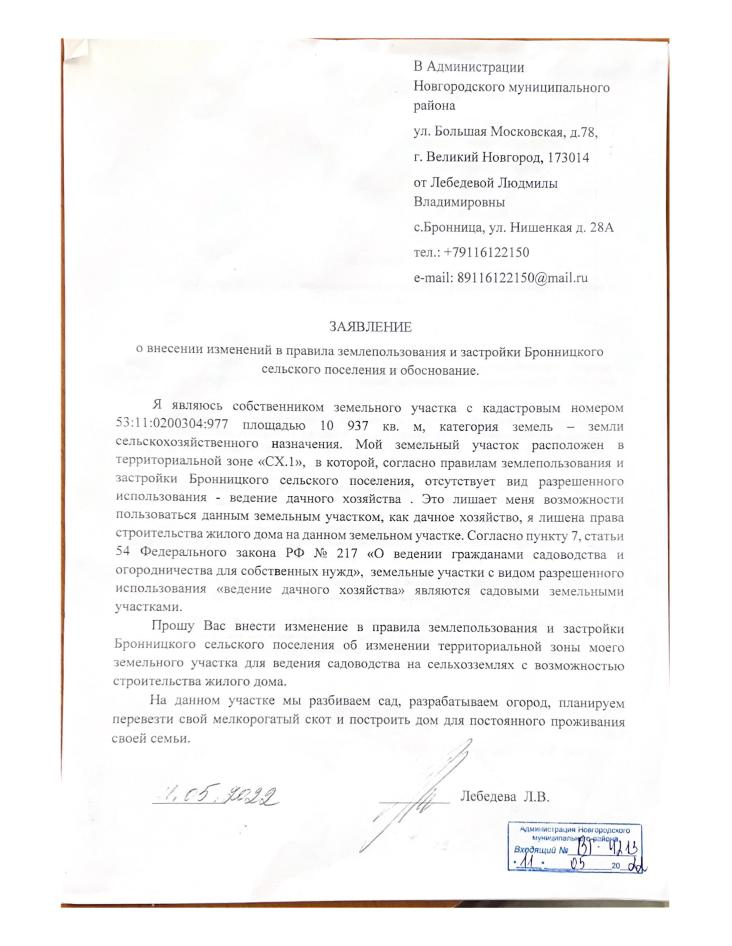 В Администрации
Новгородского муниципального
района
ул. Большая Московская, д.78,
г. Великий Новгород, 173014
от Лебедевой Людмилы
Владимировны
с.Бронница, ул. Нишенкая д. 28А
тел.: +79116122150
e-mail: 89116122150@mail.ru
ЗАЯВЛЕНИЕ
о внесении изменений в правила землепользования и застройки Бронницкого
сельского поселения и обоснование.
Я являюсь собственником земельного участка с кадастровым номером
53:11:0200304:977 площадью 10 937 кв. м, категория земель – земли
сельскохозяйственного назначения. Мой земельный участок расположен в
территориальной зоне «СХ.1», в которой, согласно правилам землепользования и
застройки Бронницкого сельского поселения, отсутствует вид разрешенного
использования - ведение дачного хозяйства . Это лишает меня возможности
пользоваться данным земельным участком, как дачное хозяйство, я лишена права
строительства жилого дома на данном земельном участке. Согласно пункту 7, статьи
54 Федерального закона РФ № 217 «О ведении гражданами садоводства и
огородничества для собственных нужд», земельные участки с видом разрешенного
использования «ведение дачного хозяйства» являются садовыми земельными
участками.
Прошу Вас внести изменение в правила землепользования и застройки
Бронницкого сельского поселения об изменении территориальной зоны моего
земельного участка для ведения садоводства на сельхозземлях с возможностью
строительства жилого дома.
На данном участке мы разбиваем сад, разрабатываем огород, планируем
перевезти свой мелкорогатый скот и построить дом для постоянного проживания
своей семьи.
05.2022
Лебедева Л.В.
Администрация Новгородского
муниципального района
Входящий №
11 05 2022